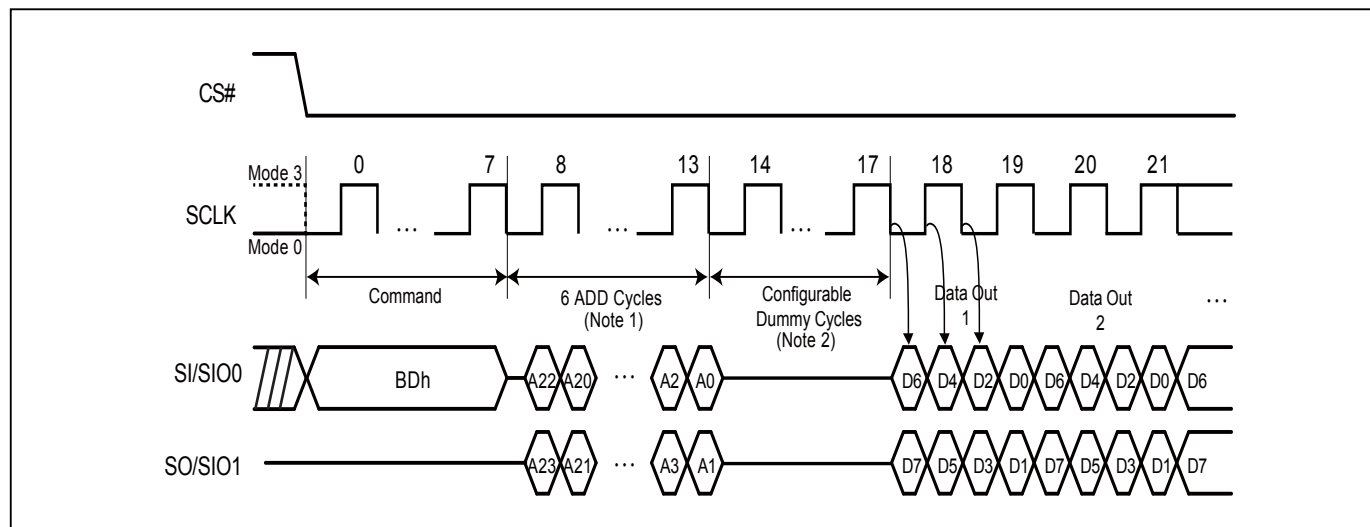 CS#
0 7 8 13 14 17 18 19 20 21
Mode 3
SCLK
... ... ...
Mode 0
Command
6 ADD Cycles
(Note 1)
Configurable
Dummy Cycles
(Note 2)
Data Out
1
Data Out
2
...
SI/SIO0
BDh
A22 A20 ... A2 A0
D6 D4 D2 D0 D6 D4 D2 D0 D6
SO/SIO1
A23 A21 ... A3 A1
D7 D5 D3 D1 D7 D5 D3 D1 D7